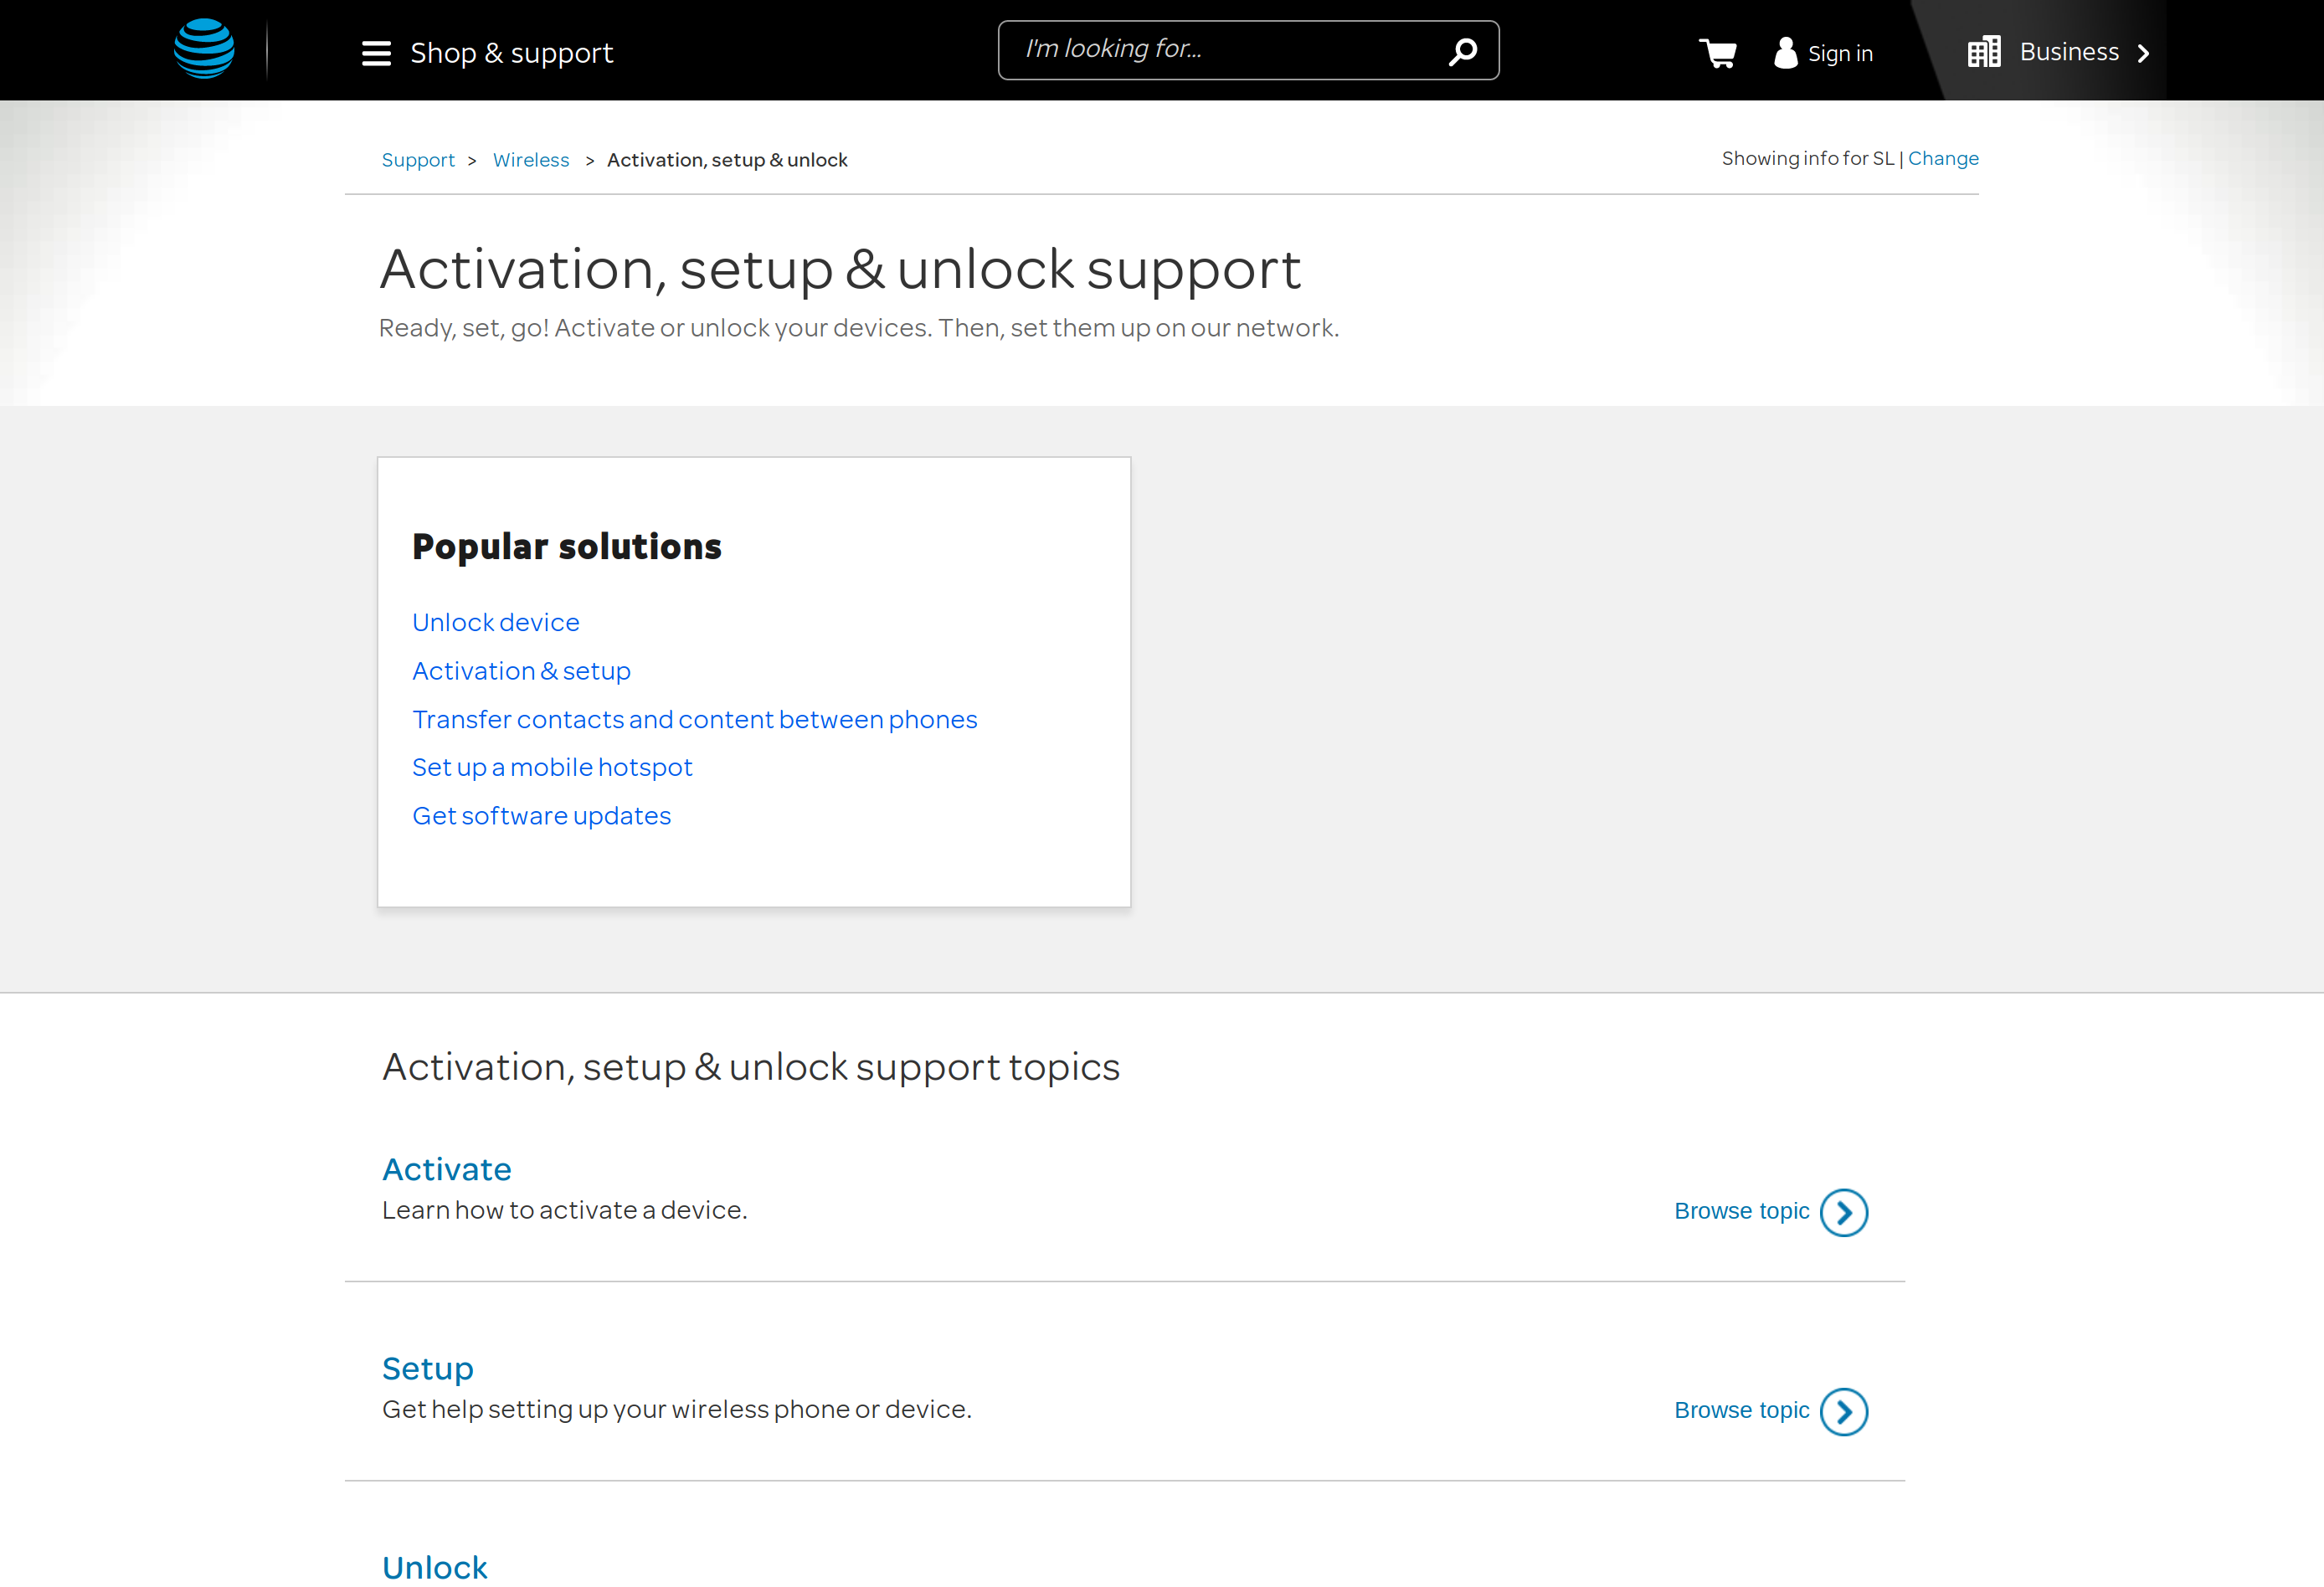 Shop & support
I'm looking for...
Sign in
Business
Support > Wireless > Activation, setup & unlock
Showing info for SL | Change
Activation, setup & unlock support
Ready, set, go! Activate or unlock your devices. Then, set them up on our network.
Popular solutions
Unlock device
Activation & setup
Transfer contacts and content between phones
Set up a mobile hotspot
Get software updates
Activation, setup & unlock support topics
Activate
Learn how to activate a device.
Browse topic
Setup
Get help setting up your wireless phone or device.
Browse topic
Unlock